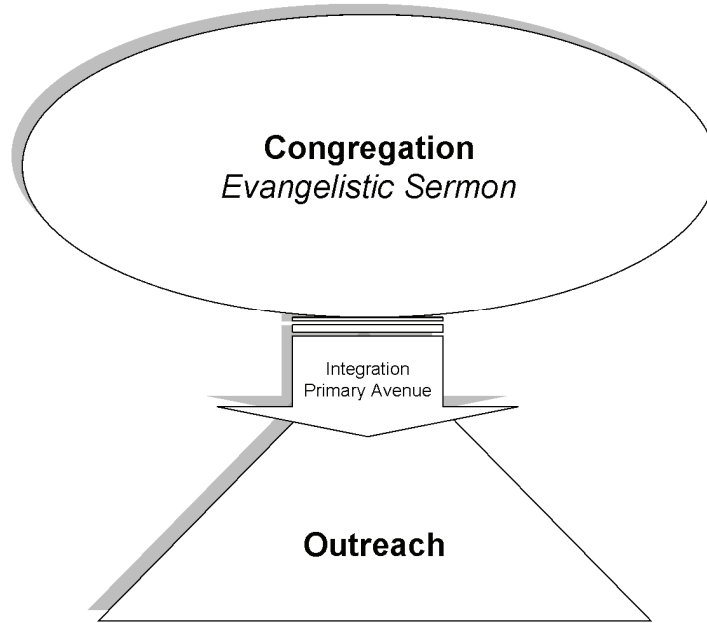 Congregation
Evangelistic Sermon
Integration
Primary Avenue
Outreach